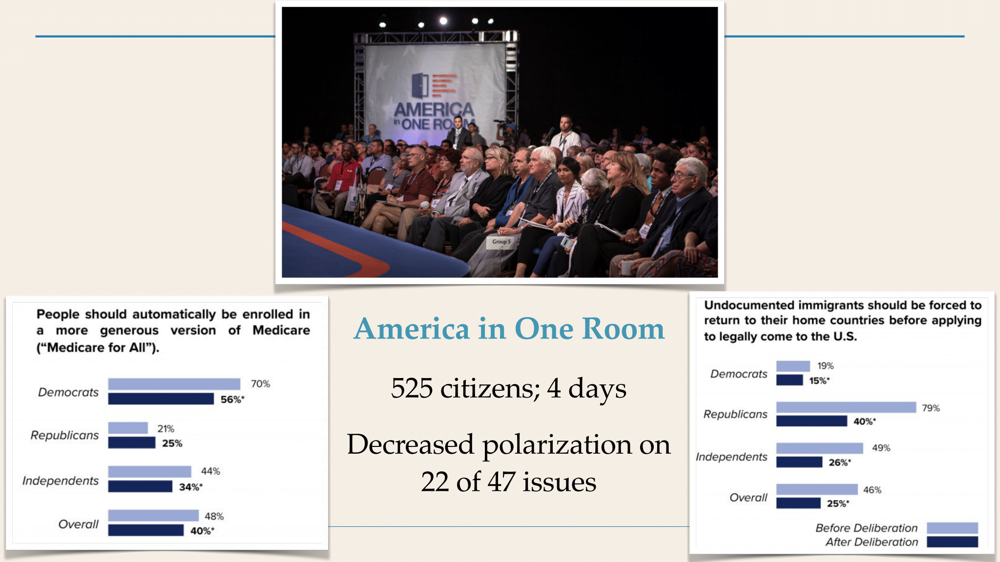 AMERICA
in ONE ROOM
Group 5
People should automatically be enrolled in
a more generous version of Medicare
(“Medicare for All”).
Democrats
70%
56%*
Republicans
21%
25%
Independents
44%
34%*
Overall
48%
40%*
America in One Room
525 citizens; 4 days
Decreased polarization on
22 of 47 issues
Undocumented immigrants should be forced to
return to their home countries before applying
to legally come to the U.S.
Democrats
19%
15%*
Republicans
79%
40%*
Independents
49%
26%*
Overall
46%
25%*
Before Deliberation
After Deliberation